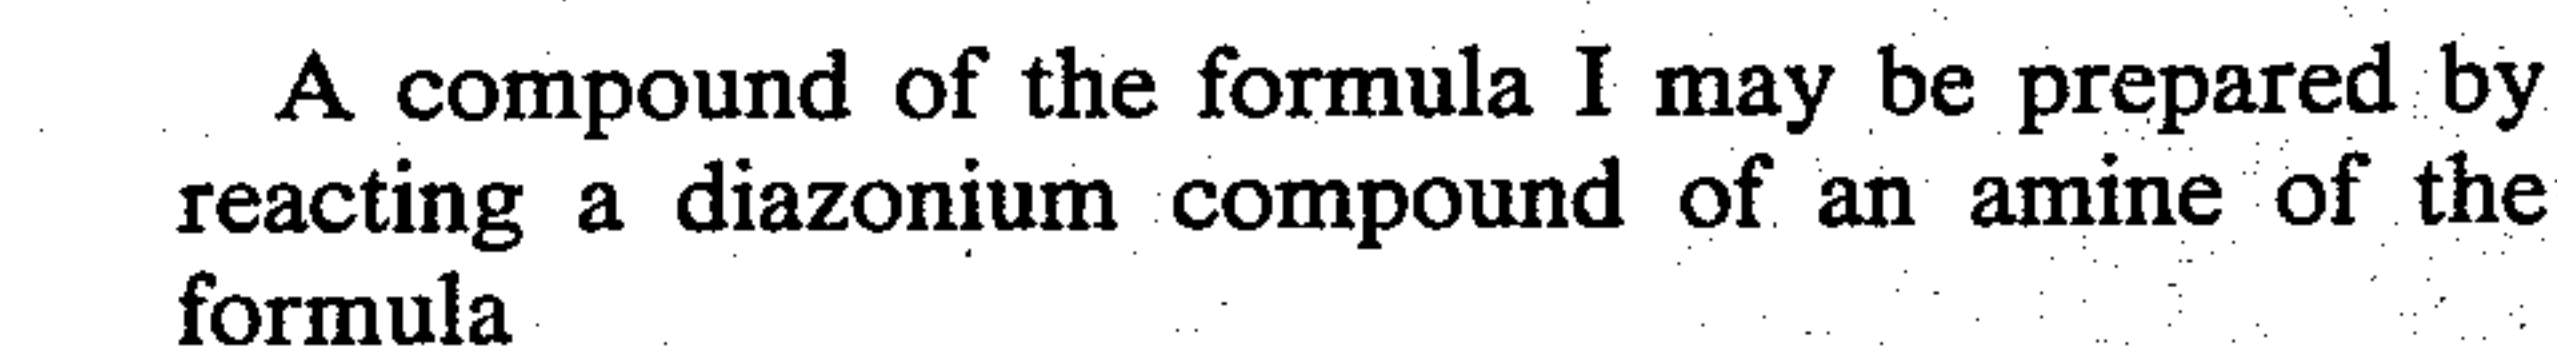 A compound of the formula I may be prepared by
reacting a diazonium compound of an amine of the
formula